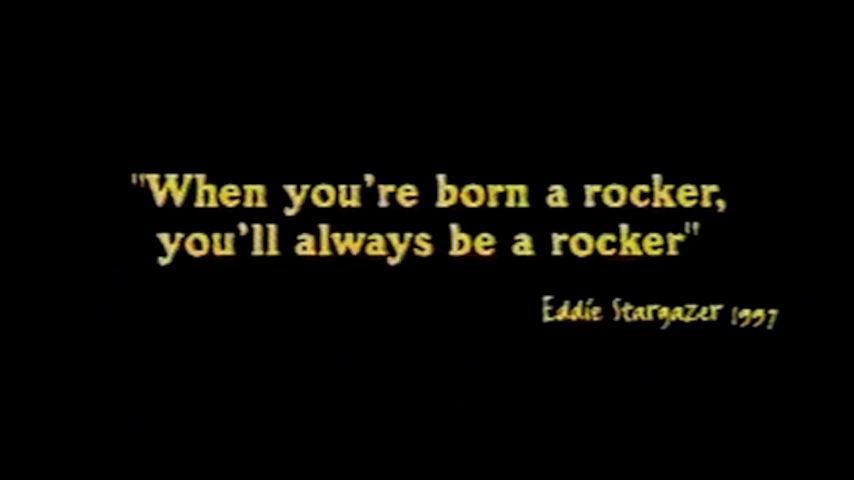 "When you're born a rocker,
you'll always be a rocker"
Eddie Stargazer 1997